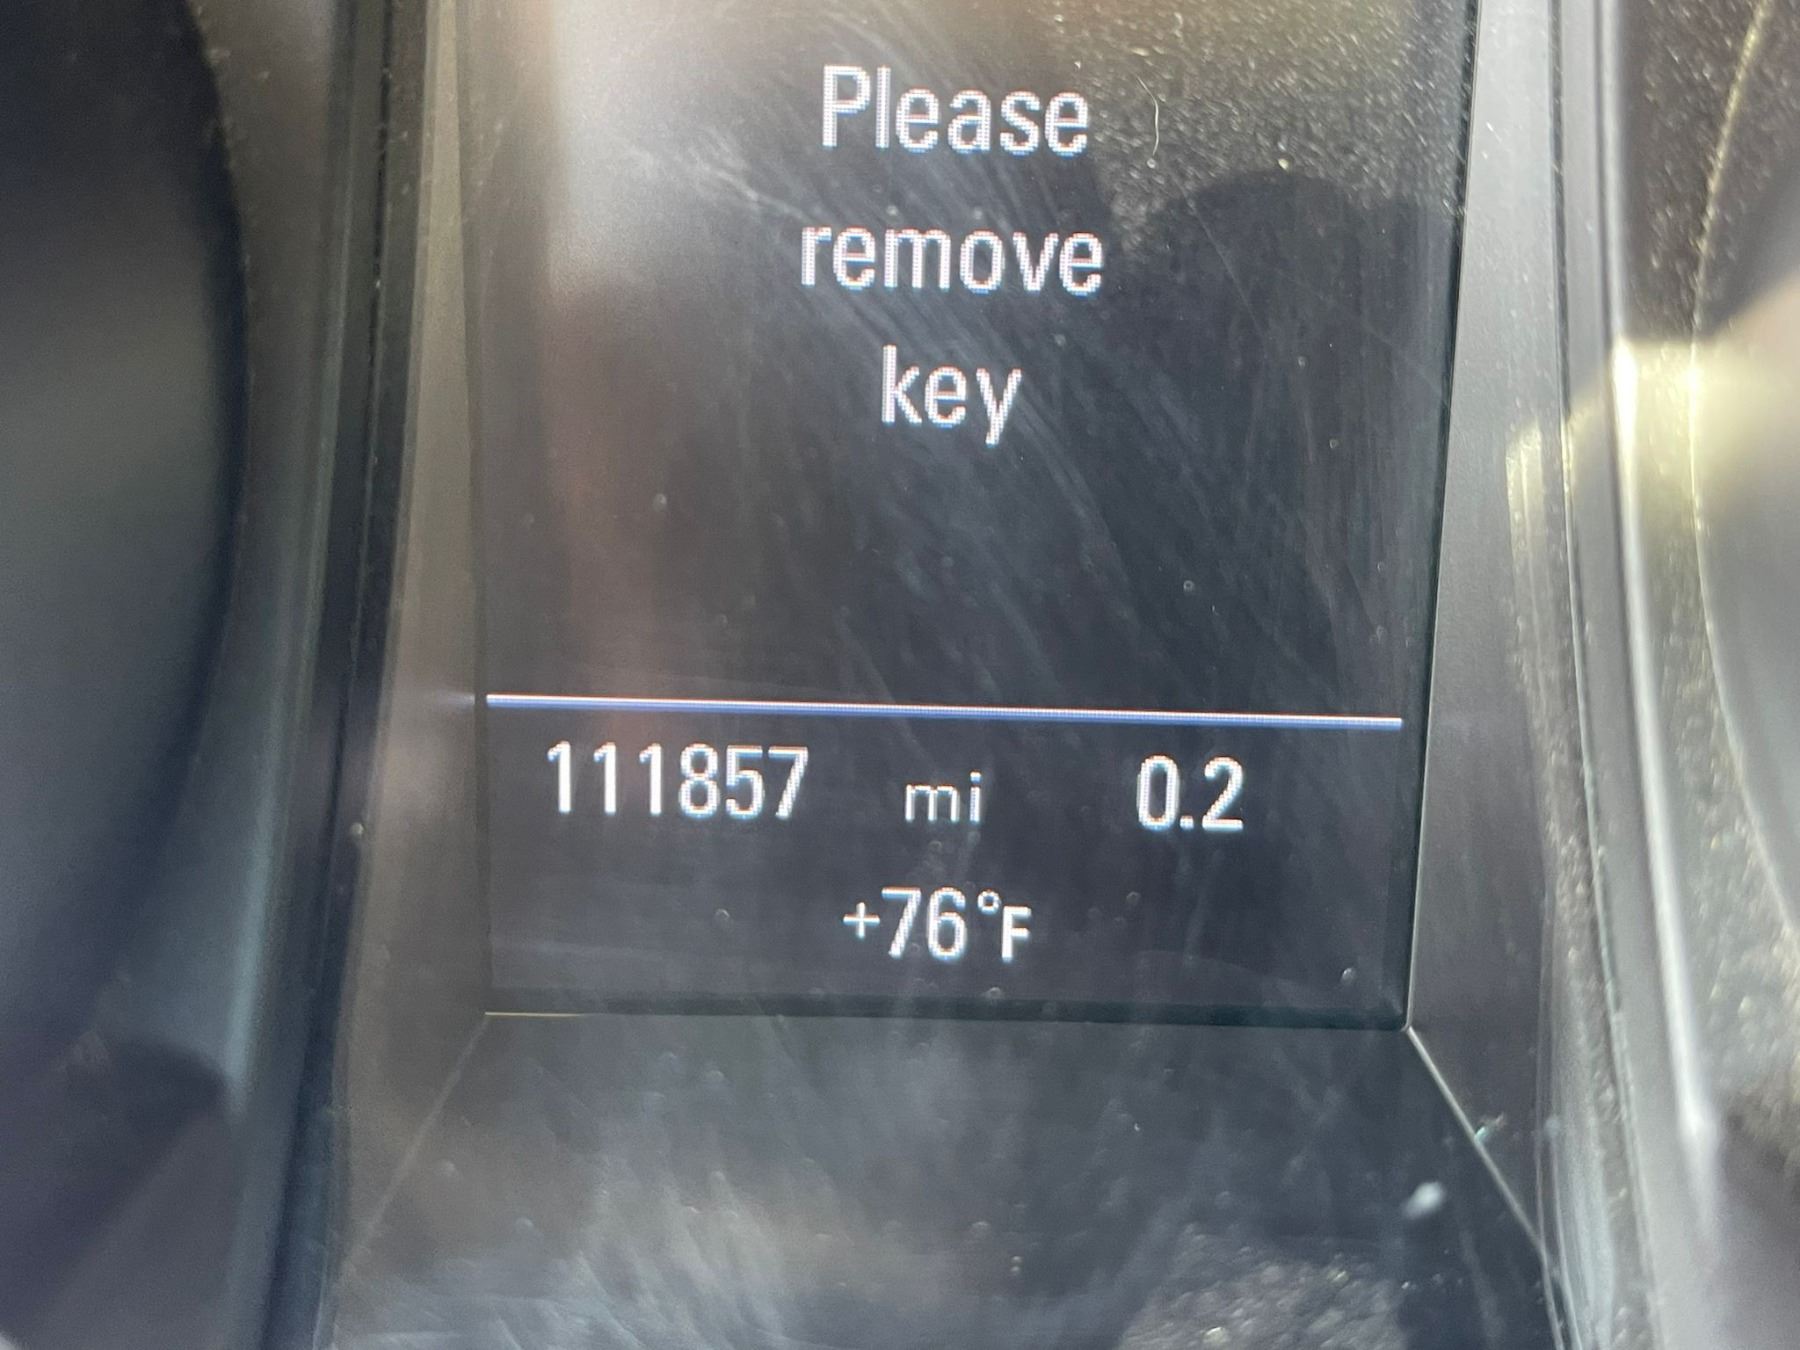 Please
remove
key
111857 mi 0.2
+76°F